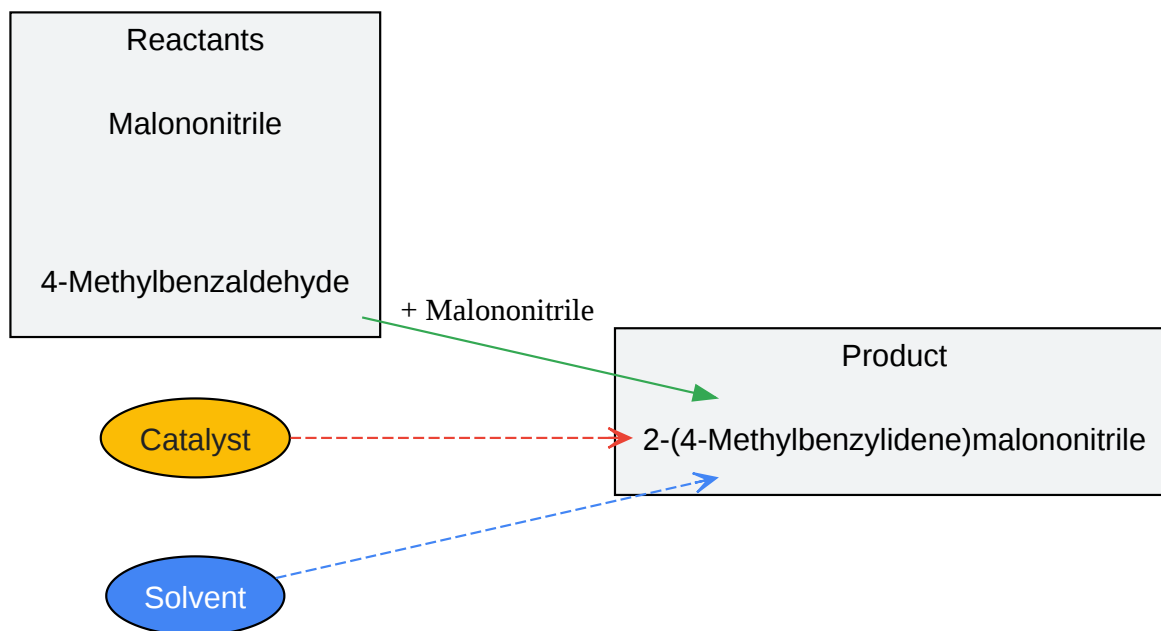 Reactants
Malononitrile
4-Methylbenzaldehyde
+ Malononitrile
Product
2-(4-Methylbenzylidene)malononitrile
Catalyst
Solvent